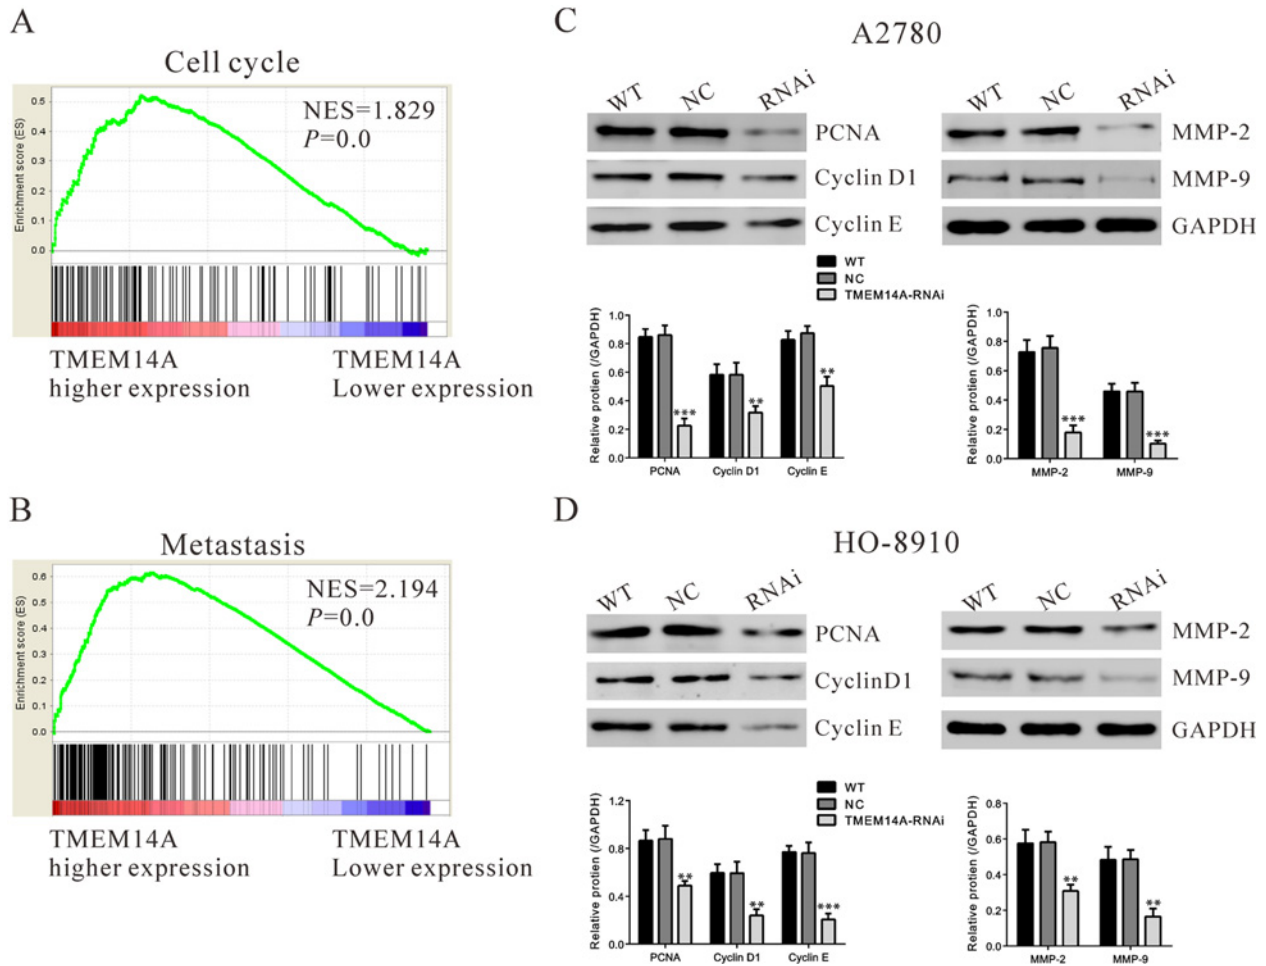 A
Cell cycle
NES=1.829
P=0.0
Enrichment score (ES)
0.5
0.4
0.3
0.2
0.1
0.0
TMEM14A
higher expression
TMEM14A
Lower expression
B
Metastasis
NES=2.194
P=0.0
Enrichment score (ES)
0.6
0.5
0.4
0.3
0.2
0.1
0.0
TMEM14A
higher expression
TMEM14A
Lower expression
C
A2780
WT NC RNAi
PCNA
Cyclin D1
Cyclin E
WT NC RNAi
MMP-2
MMP-9
GAPDH
WT
NC
TMEM14A-RNAi
Relative protien (/GAPDH)
1.0
0.8
0.6
0.4
0.2
0.0
*** ** **
PCNA Cyclin D1 Cyclin E
Relative protien (/GAPDH)
1.0
0.8
0.6
0.4
0.2
0.0
*** ***
MMP-2 MMP-9
D
HO-8910
WT NC RNAi
PCNA
CyclinD1
Cyclin E
WT NC RNAi
MMP-2
MMP-9
GAPDH
WT
NC
TMEM14A-RNAi
Relative protien (/GAPDH)
1.2
0.8
0.4
0.0
** ** ***
PCNA Cyclin D1 Cyclin E
Relative protien (/GAPDH)
0.8
0.6
0.4
0.2
0.0
** **
MMP-2 MMP-9